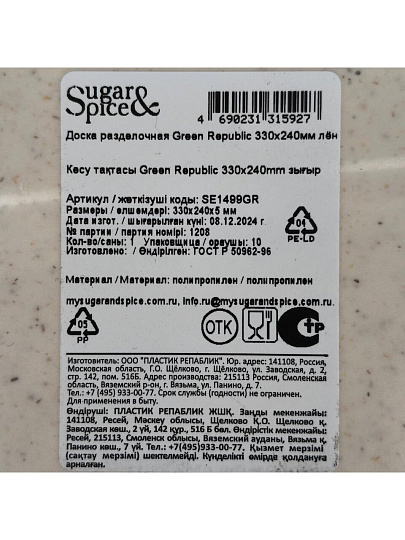 Sugar&
Spice
4 690231 315927
Доска разделочная Green Republic 330х240мм лён
Кесу тақтасы Green Republic 330х240mm зығыр
Артикул / жеткізуші коды: SE1499GR
Размеры / өлшемдері: 330х240х5 мм
Дата изгот. / шығарылған күні: 08.12.2024 г.
№ партии / партия номірі: 1208
Кол-во/саны: 1 Упаковщица / ораушы: 10
Изготовлено / Өндірілген: ГОСТ Р 50962-96
04
PE-LD
Материал / Материал: полипропилен / полипропилен
mysugarandspice.com, info.ru@mysugarandspice.com
05
PP
ОТК
Изготовитель: ООО "ПЛАСТИК РЕПАБЛИК". Юр. адрес: 141108, Россия,
Московская область, Г.О. Щёлково, г. Щёлково, ул. Заводская, д. 2,
стр. 142, пом. 516Б. Адрес производства: 215113, Россия, Смоленская
область, Вяземский р-он, г. Вязьма, ул. Панино, д. 7.
Тел.: +7 (495) 933-00-77. Срок службы (годности) не ограничен.
Для применения в быту.
Өндіруші: ПЛАСТИК РЕПАБЛИК ЖШҚ. Заңды мекенжайы:
141108, Ресей, Мәскеу облысы, Щелково Қ.О. Щелково қ.
Заводская көш., 2 үй, 142 құр., 516 Б бөл. Өндірістік мекенжайы:
Ресей, 215113, Смоленск облысы, Вяземский ауданы, Вязьма қ.
Панино көш., 7 үй. Тел.: +7 (495) 933-00-77. Қызмет мерзімі
(сақтау мерзімі) шектелмейді. Күнделікті өмірде қолдануға
арналған.